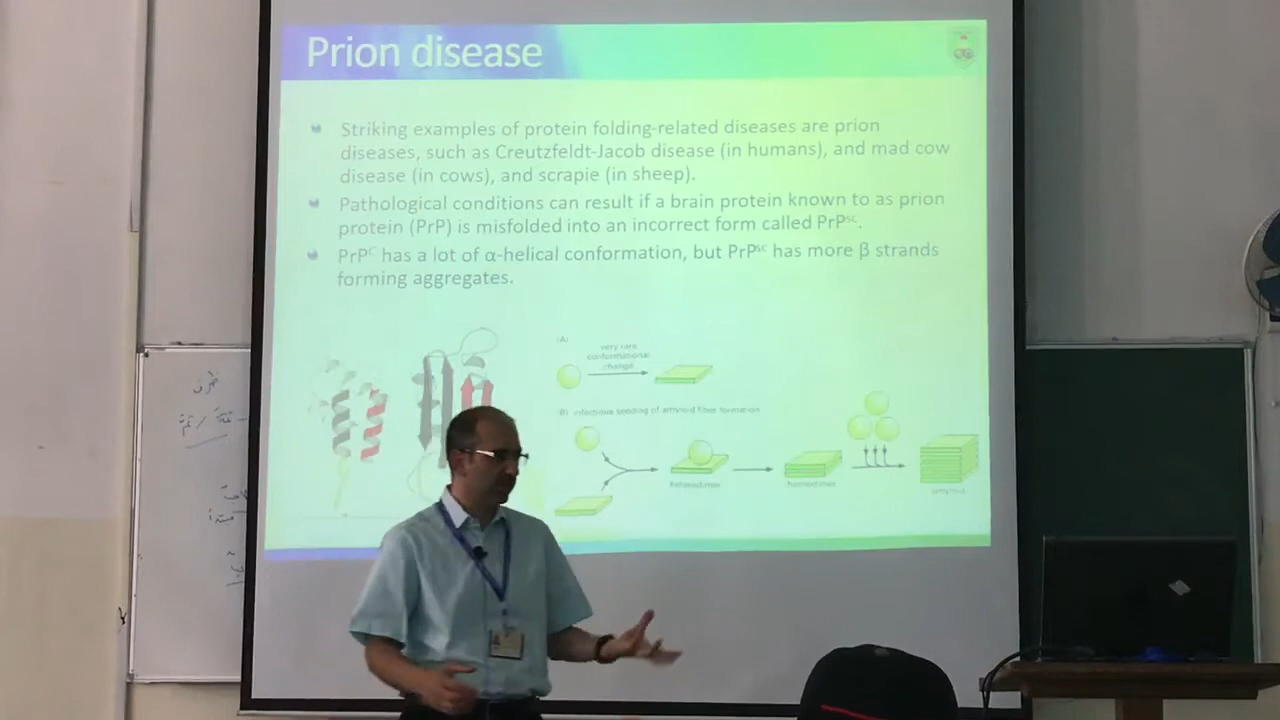 Prion disease
Striking examples of protein folding-related diseases are prion
diseases, such as Creutzfeldt-Jacob disease (in humans), and mad cow
disease (in cows), and scrapie (in sheep).
Pathological conditions can result if a brain protein known to as prion
protein (PrP) is misfolded into an incorrect form called PrPˢᶜ.
PrPᶜ has a lot of α-helical conformation, but PrPˢᶜ has more β strands
forming aggregates.
(A)
very rare
conformational
change
(B) infectious seeding of amyloid fiber formation
heterodimer
homodimer
amyloid